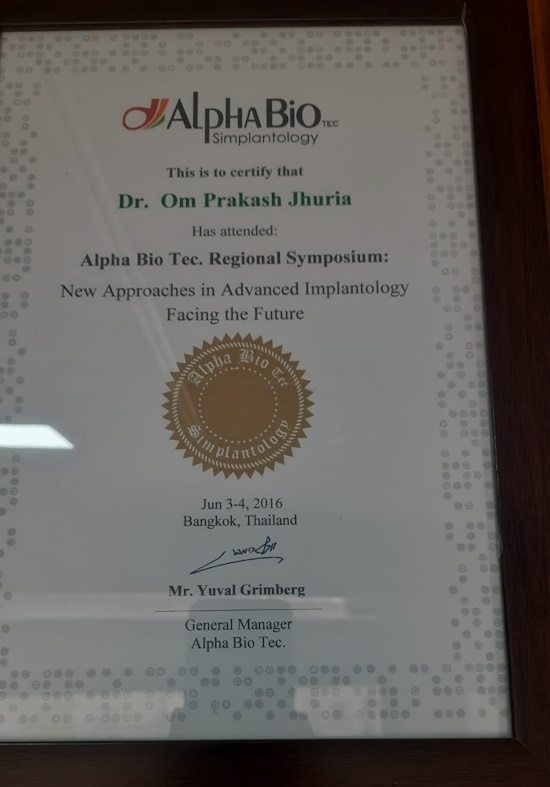 AlphaBio TEC
Simplantology
This is to certify that
Dr. Om Prakash Jhuria
Has attended:
Alpha Bio Tec. Regional Symposium:
New Approaches in Advanced Implantology
Facing the Future
Alpha Bio Tec
Simplantology
Jun 3-4, 2016
Bangkok, Thailand
Mr. Yuval Grimberg
General Manager
Alpha Bio Tec.